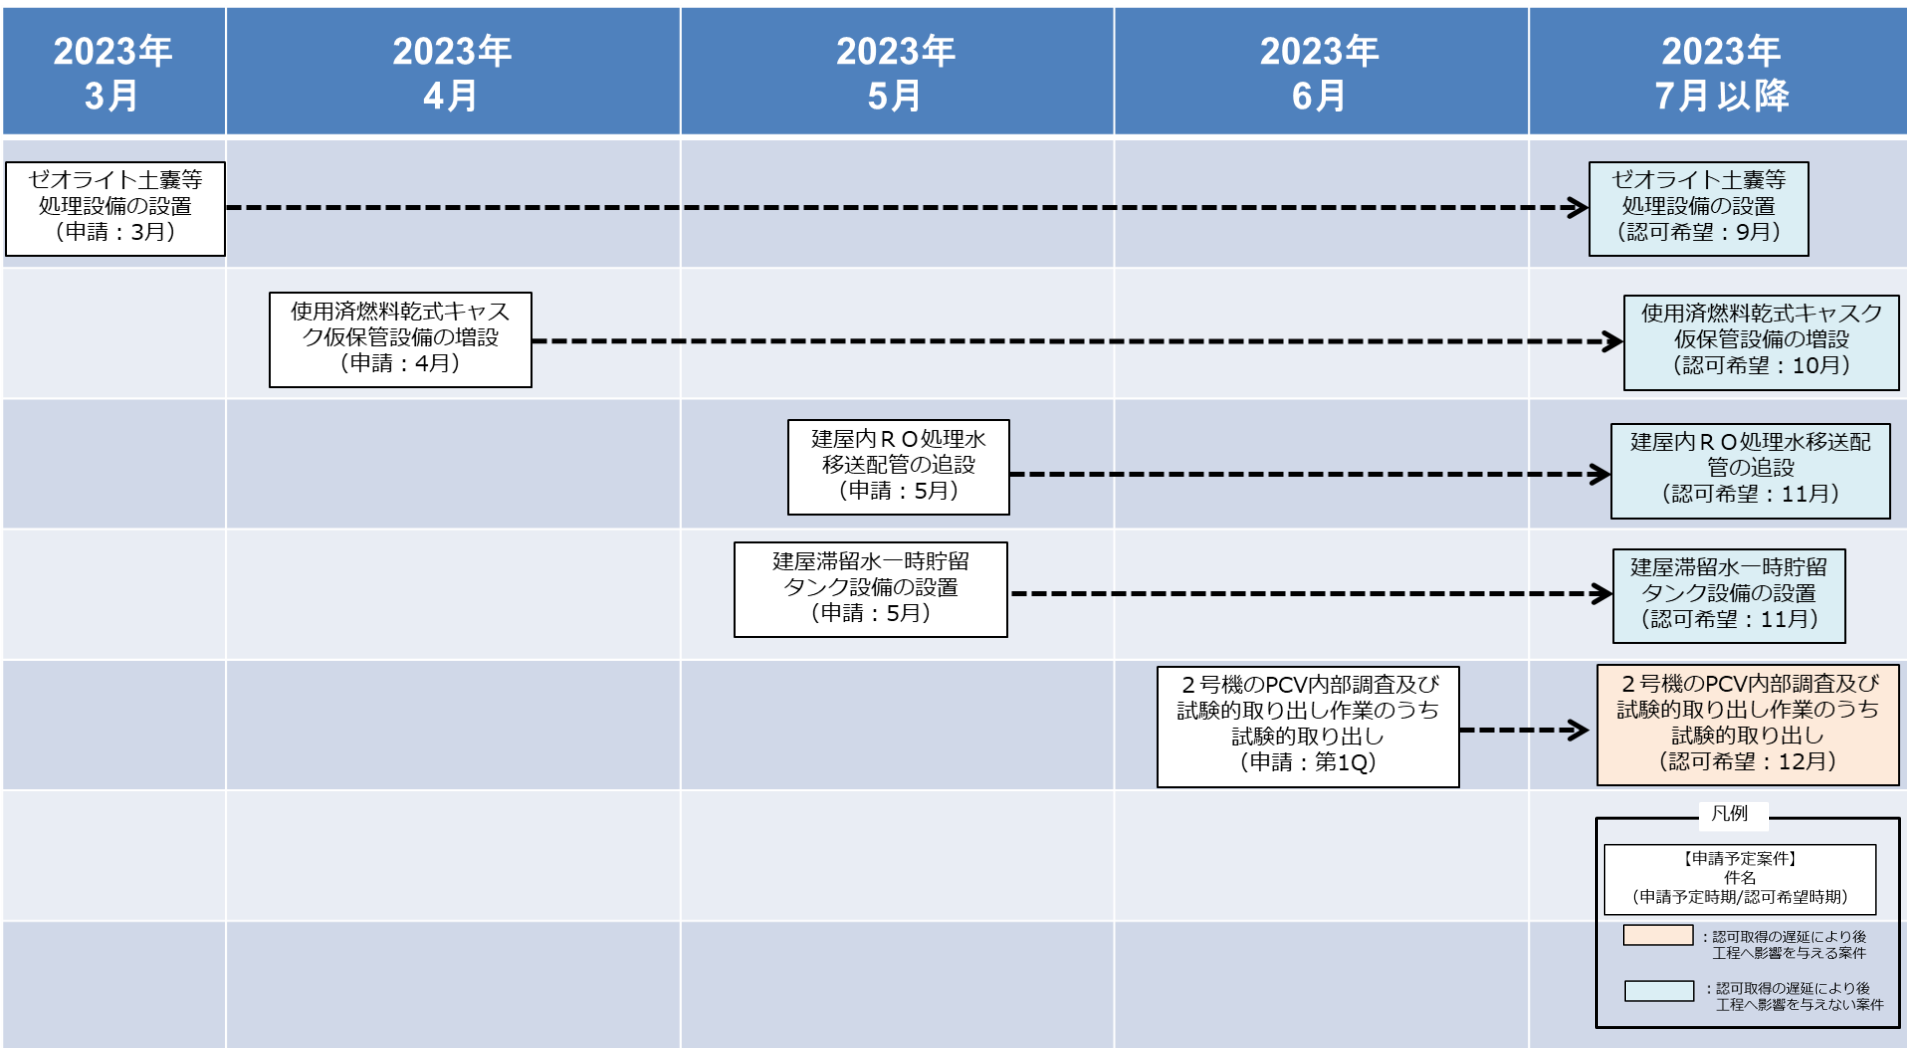 2023年
3月
2023年
4月
2023年
5月
2023年
6月
2023年
7月以降
ゼオライト土嚢等
処理設備の設置
(申請：3月)
ゼオライト土嚢等
処理設備の設置
(認可希望：9月)
使用済燃料乾式キャス
ク仮保管設備の増設
(申請：4月)
使用済燃料乾式キャスク
仮保管設備の増設
(認可希望：10月)
建屋内ＲＯ処理水
移送配管の追設
(申請：5月)
建屋内ＲＯ処理水移送配
管の追設
(認可希望：11月)
建屋滞留水一時貯留
タンク設備の設置
(申請：5月)
建屋滞留水一時貯留
タンク設備の設置
(認可希望：11月)
２号機のPCV内部調査及び
試験的取り出し作業のうち
試験的取り出し
(申請：第1Q)
２号機のPCV内部調査及び
試験的取り出し作業のうち
試験的取り出し
(認可希望：12月)
凡例
【申請予定案件】
件名
(申請予定時期/認可希望時期)
：認可取得の遅延により後
工程へ影響を与える案件
：認可取得の遅延により後
工程へ影響を与えない案件